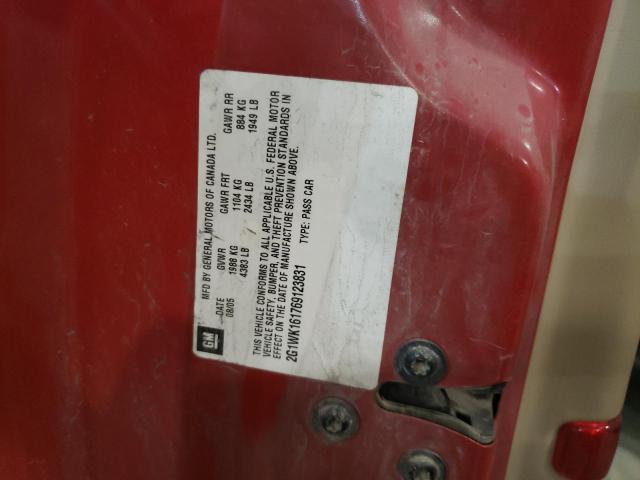 GM
MFD BY GENERAL MOTORS OF CANADA LTD.
DATE GVWR GAWR FRT GAWR RR
08/05 1988 KG 1104 KG 884 KG
4383 LB 2434 LB 1949 LB
THIS VEHICLE CONFORMS TO ALL APPLICABLE U.S. FEDERAL MOTOR
VEHICLE SAFETY, BUMPER, AND THEFT PREVENTION STANDARDS IN
EFFECT ON THE DATE OF MANUFACTURE SHOWN ABOVE.
2G1WK161769123831 TYPE: PASS CAR